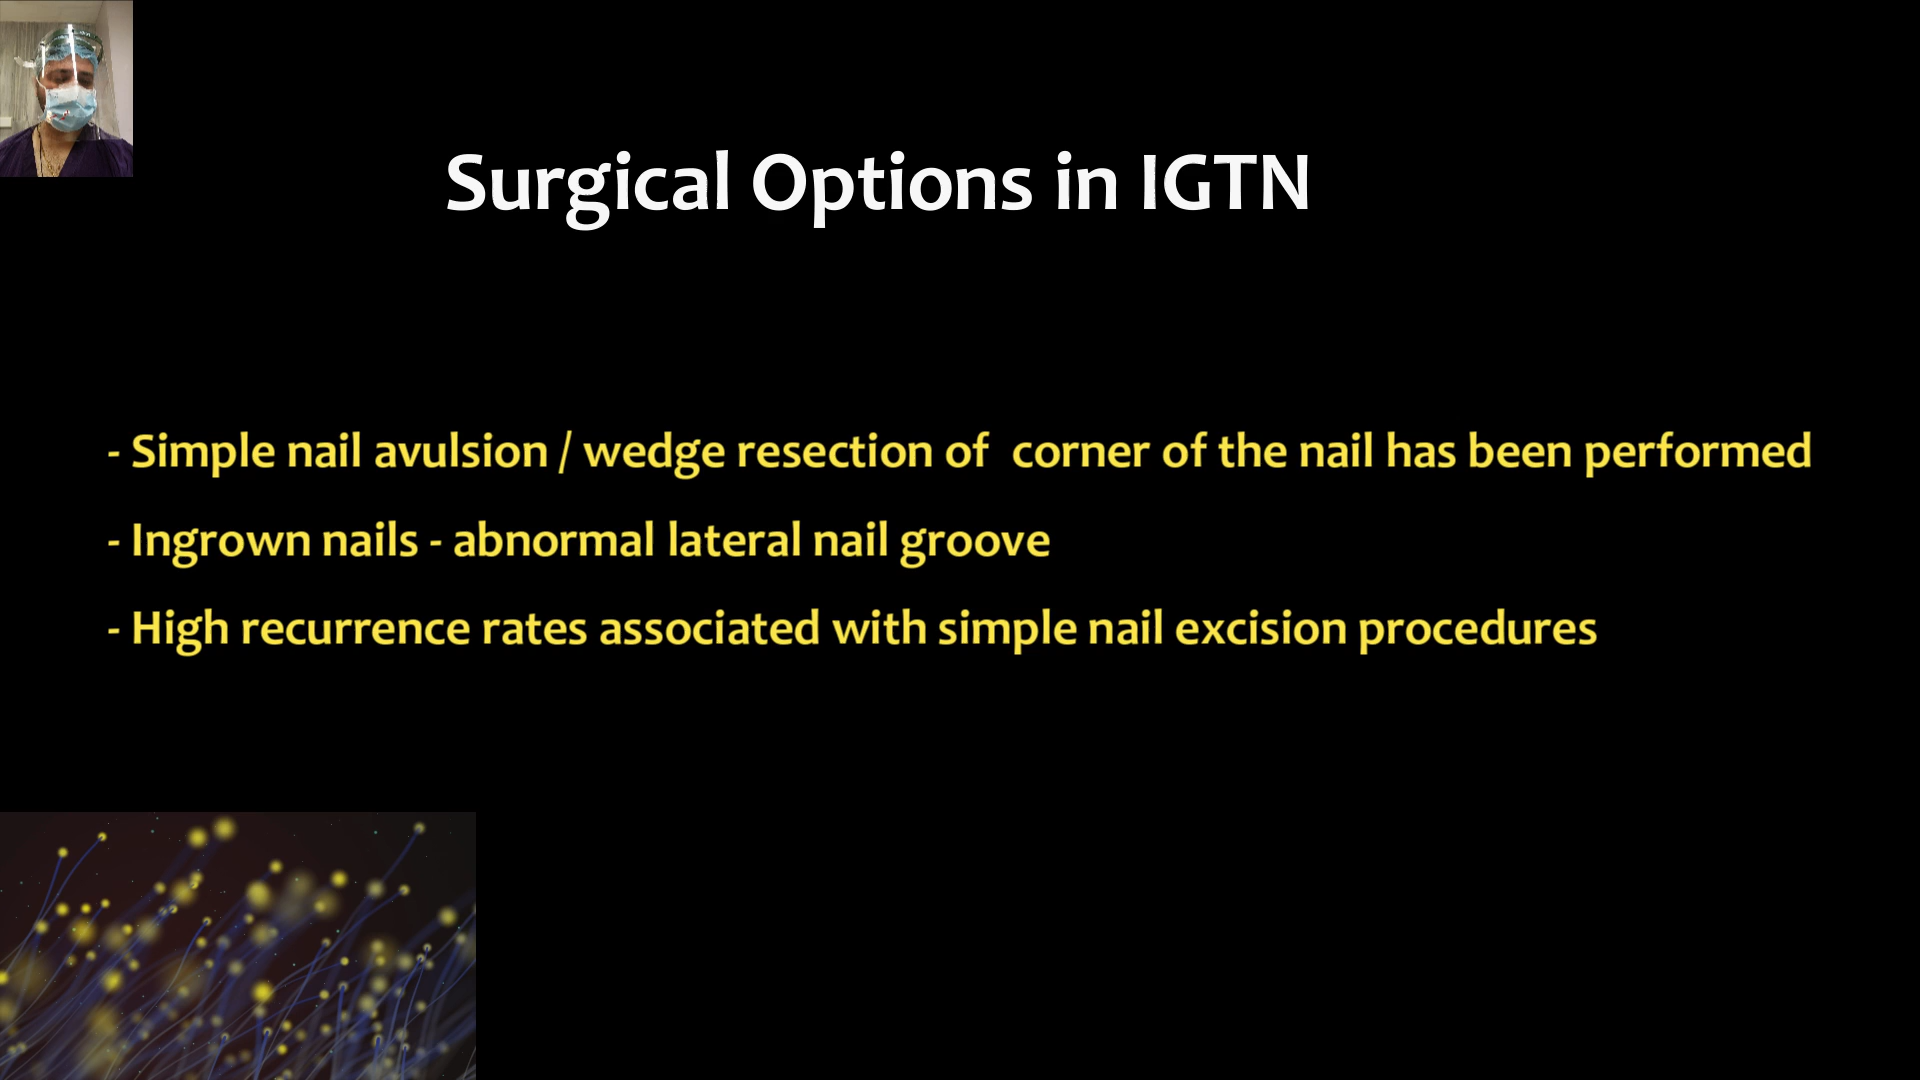 Surgical Options in IGTN
- Simple nail avulsion / wedge resection of  corner of the nail has been performed
- Ingrown nails - abnormal lateral nail groove
- High recurrence rates associated with simple nail excision procedures